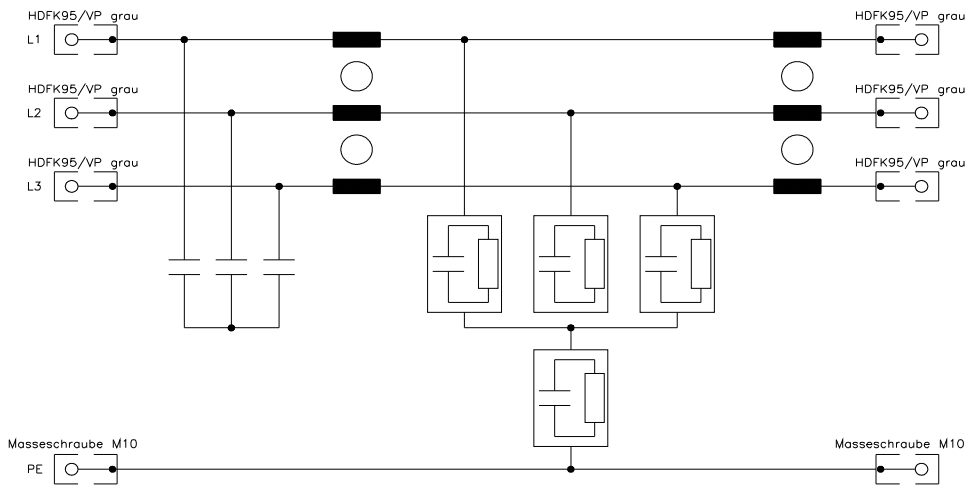 HDFK95/VP grau
HDFK95/VP grau
L1
HDFK95/VP grau
HDFK95/VP grau
L2
HDFK95/VP grau
HDFK95/VP grau
L3
Masseschraube M10
Masseschraube M10
PE